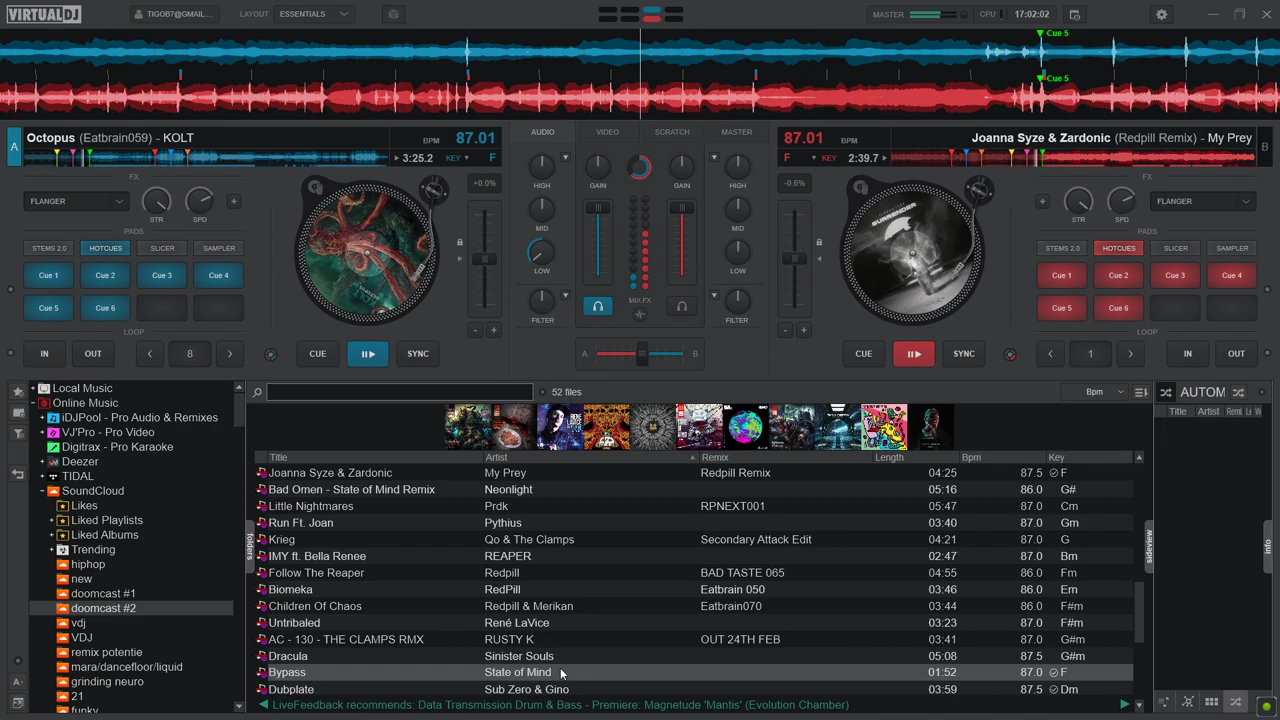 VIRTUALDJ TIGOB7@GMAIL... LAYOUT ESSENTIALS MASTER CPU 17:02:02
Cue 5
Cue 5
AUDIO VIDEO SCRATCH MASTER
A Octopus (Eatbrain059) - KOLT BPM 87.01
87.01 BPM Joanna Syze & Zardonic (Redpill Remix) - My Prey B
3:25.2 KEY F
F KEY 2:39.7
FX +0.0% HIGH GAIN GAIN HIGH -0.6% FX
FLANGER STR SPD
STR SPD FLANGER
MID MID
PADS PADS
STEMS 2.0 HOTCUES SLICER SAMPLER
STEMS 2.0 HOTCUES SLICER SAMPLER
LOW LOW
Cue 1 Cue 2 Cue 3 Cue 4
Cue 1 Cue 2 Cue 3 Cue 4
MIX FX
Cue 5 Cue 6
Cue 5 Cue 6
FILTER FILTER
LOOP LOOP
IN OUT 8 CUE SYNC A B CUE SYNC 1 IN OUT
Local Music
Online Music
iDJPool - Pro Audio & Remixes
VJ'Pro - Pro Video
Digitrax - Pro Karaoke
Deezer
TIDAL
SoundCloud
Likes
Liked Playlists
Liked Albums
Trending
hiphop
new
doomcast #1
doomcast #2
vdj
VDJ
remix potentie
mara/dancefloor/liquid
grinding neuro
21
funky
folders
52 files Bpm
Title Artist Remix Length Bpm Key
Joanna Syze & Zardonic My Prey Redpill Remix 04:25 87.5 F
Bad Omen - State of Mind Remix Neonlight 05:16 86.0 G#
Little Nightmares Prdk RPNEXT001 05:47 86.0 Cm
Run Ft. Joan Pythius 03:40 86.0 Gm
Krieg Qo & The Clamps Secondary Attack Edit 04:21 87.0 G
IMY ft. Bella Renee REAPER 02:47 87.0 Bm
Follow The Reaper Redpill BAD TASTE 065 04:55 86.0 Fm
Biomeka RedPill Eatbrain 050 03:46 86.0 Em
Children Of Chaos Redpill & Merikan Eatbrain070 03:44 86.0 F#m
Untribaled René LaVice 03:23 87.0 F#m
AC - 130 - THE CLAMPS RMX RUSTY K OUT 24TH FEB 03:41 87.0 G#m
Dracula Sinister Souls 05:08 87.5 G#m
Bypass State of Mind 01:52 87.0 F
Dubplate Sub Zero & Gino 03:59 87.5 Dm
LiveFeedback recommends: Data Transmission Drum & Bass - Premiere: Magnetude 'Mantis' (Evolution Chamber)
sideview
AUTOM
Title Artist Remi
info